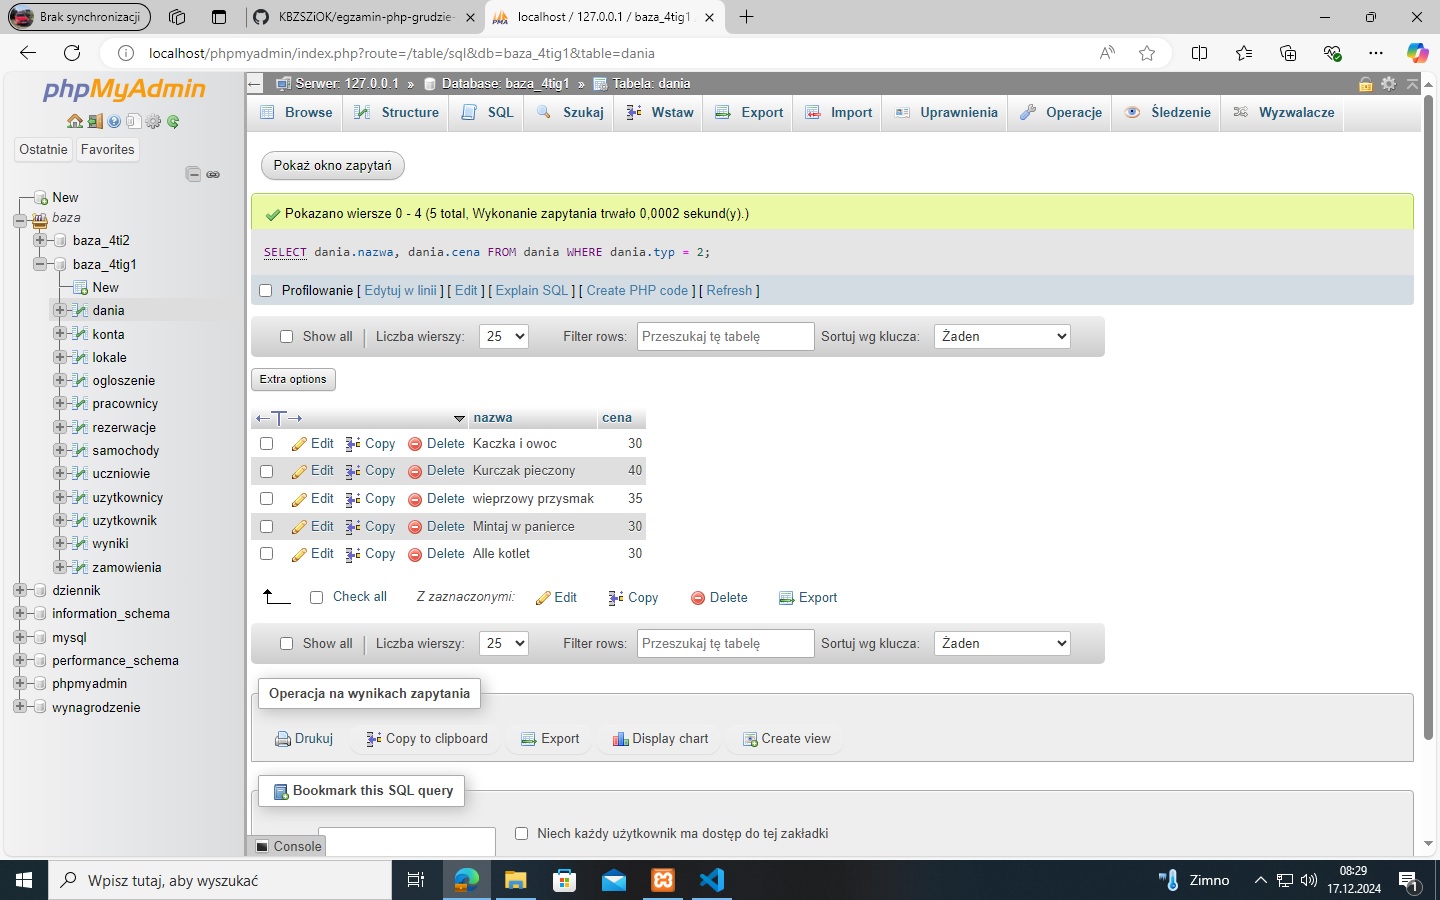 Brak synchronizacji
KBZSZiOK/egzamin-php-grudzie-
localhost / 127.0.0.1 / baza_4tig1
localhost/phpmyadmin/index.php?route=/table/sql&db=baza_4tig1&table=dania
phpMyAdmin
Ostatnie
Favorites
New
baza
baza_4ti2
baza_4tig1
New
dania
konta
lokale
ogloszenie
pracownicy
rezerwacje
samochody
uczniowie
uzytkownicy
uzytkownik
wyniki
zamowienia
dziennik
information_schema
mysql
performance_schema
phpmyadmin
wynagrodzenie
Serwer: 127.0.0.1 » Database: baza_4tig1 » Tabela: dania
Browse Structure SQL Szukaj Wstaw Export Import Uprawnienia Operacje Śledzenie Wyzwalacze
Pokaż okno zapytań
Pokazano wiersze 0 - 4 (5 total, Wykonanie zapytania trwało 0,0002 sekund(y).)
SELECT dania.nazwa, dania.cena FROM dania WHERE dania.typ = 2;
Profilowanie [ Edytuj w linii ] [ Edit ] [ Explain SQL ] [ Create PHP code ] [ Refresh ]
Show all Liczba wierszy: 25 Filter rows: Przeszukaj tę tabelę Sortuj wg klucza: Żaden
Extra options
←T→ nazwa cena
Edit Copy Delete Kaczka i owoc 30
Edit Copy Delete Kurczak pieczony 40
Edit Copy Delete wieprzowy przysmak 35
Edit Copy Delete Mintaj w panierce 30
Edit Copy Delete Alle kotlet 30
Check all Z zaznaczonymi: Edit Copy Delete Export
Show all Liczba wierszy: 25 Filter rows: Przeszukaj tę tabelę Sortuj wg klucza: Żaden
Operacja na wynikach zapytania
Drukuj Copy to clipboard Export Display chart Create view
Bookmark this SQL query
Niech każdy użytkownik ma dostęp do tej zakładki
Console
Wpisz tutaj, aby wyszukać
Zimno
08:29
17.12.2024
1